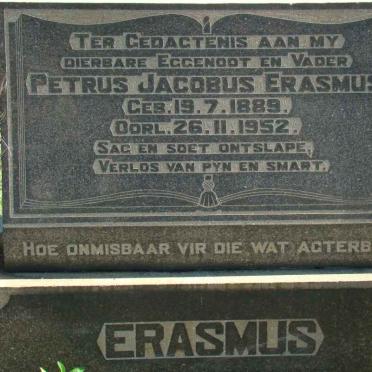 TER GEDACTENIS AAN MY
DIERBARE EGGENOOT EN VADER
PETRUS JACOBUS ERASMUS
GEB. 19.7.1889.
OORL. 26.11.1952.
SAG EN SOET ONTSLAPE,
VERLOS VAN PYN EN SMART.
HOE ONMISBAAR VIR DIE WAT AGTERB
ERASMUS